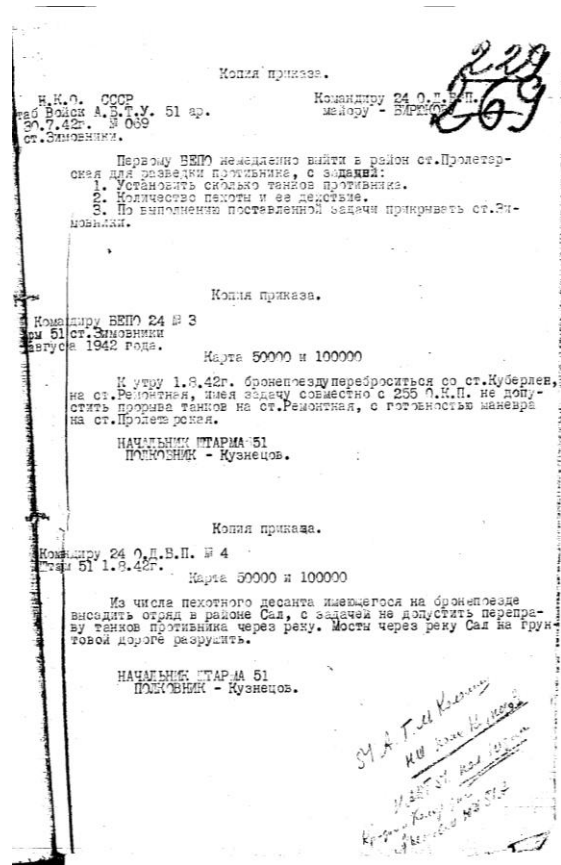 229
269
Копия приказа.
Н.К.О. СССР
таб Войск А.Б.Т.У. 51 ар.
30.7.42г. № 069
ст.Зимовники.
Командиру 24 О.Д.Б.П.
майору - 
Первому БЕПО немедленно выйти в район ст.Пролетар-
ская для разведки противника, с задачей:
1. Установить сколько танков противника.
2. Количество пехоты и ее действие.
3. По выполнению поставленной задачи прикрывать ст.Зи-
мовники.
Копия приказа.
Командиру БЕПО 24 № 3
ры 51 ст.Зимовники
августа 1942 года.
Карта 50000 и 100000
К утру 1.8.42г. бронепоездупереброситься со ст.Куберлев,
на ст.Ремонтная, имея задачу совместно с 255 О.К.П. не допу-
стить прорыва танков на ст.Ремонтная, с готовностью маневра
на ст.Пролетарская.
НАЧАЛЬНИК ШТАРМА 51
ПОЛКОВНИК - Кузнецов.
Копия приказа.
Командиру 24 О.Д.Б.П. № 4
Штам 51 1.8.42г.
Карта 50000 и 100000
Из числа пехотного десанта имеющегося на бронепоезде
высадить отряд в районе Сал, с задачей не допустить перепра-
ву танков противника через реку. Мосты через реку Сал на грун
товой дороге разрушить.
НАЧАЛЬНИК ШТАРМА 51
ПОЛКОВНИК - Кузнецов.